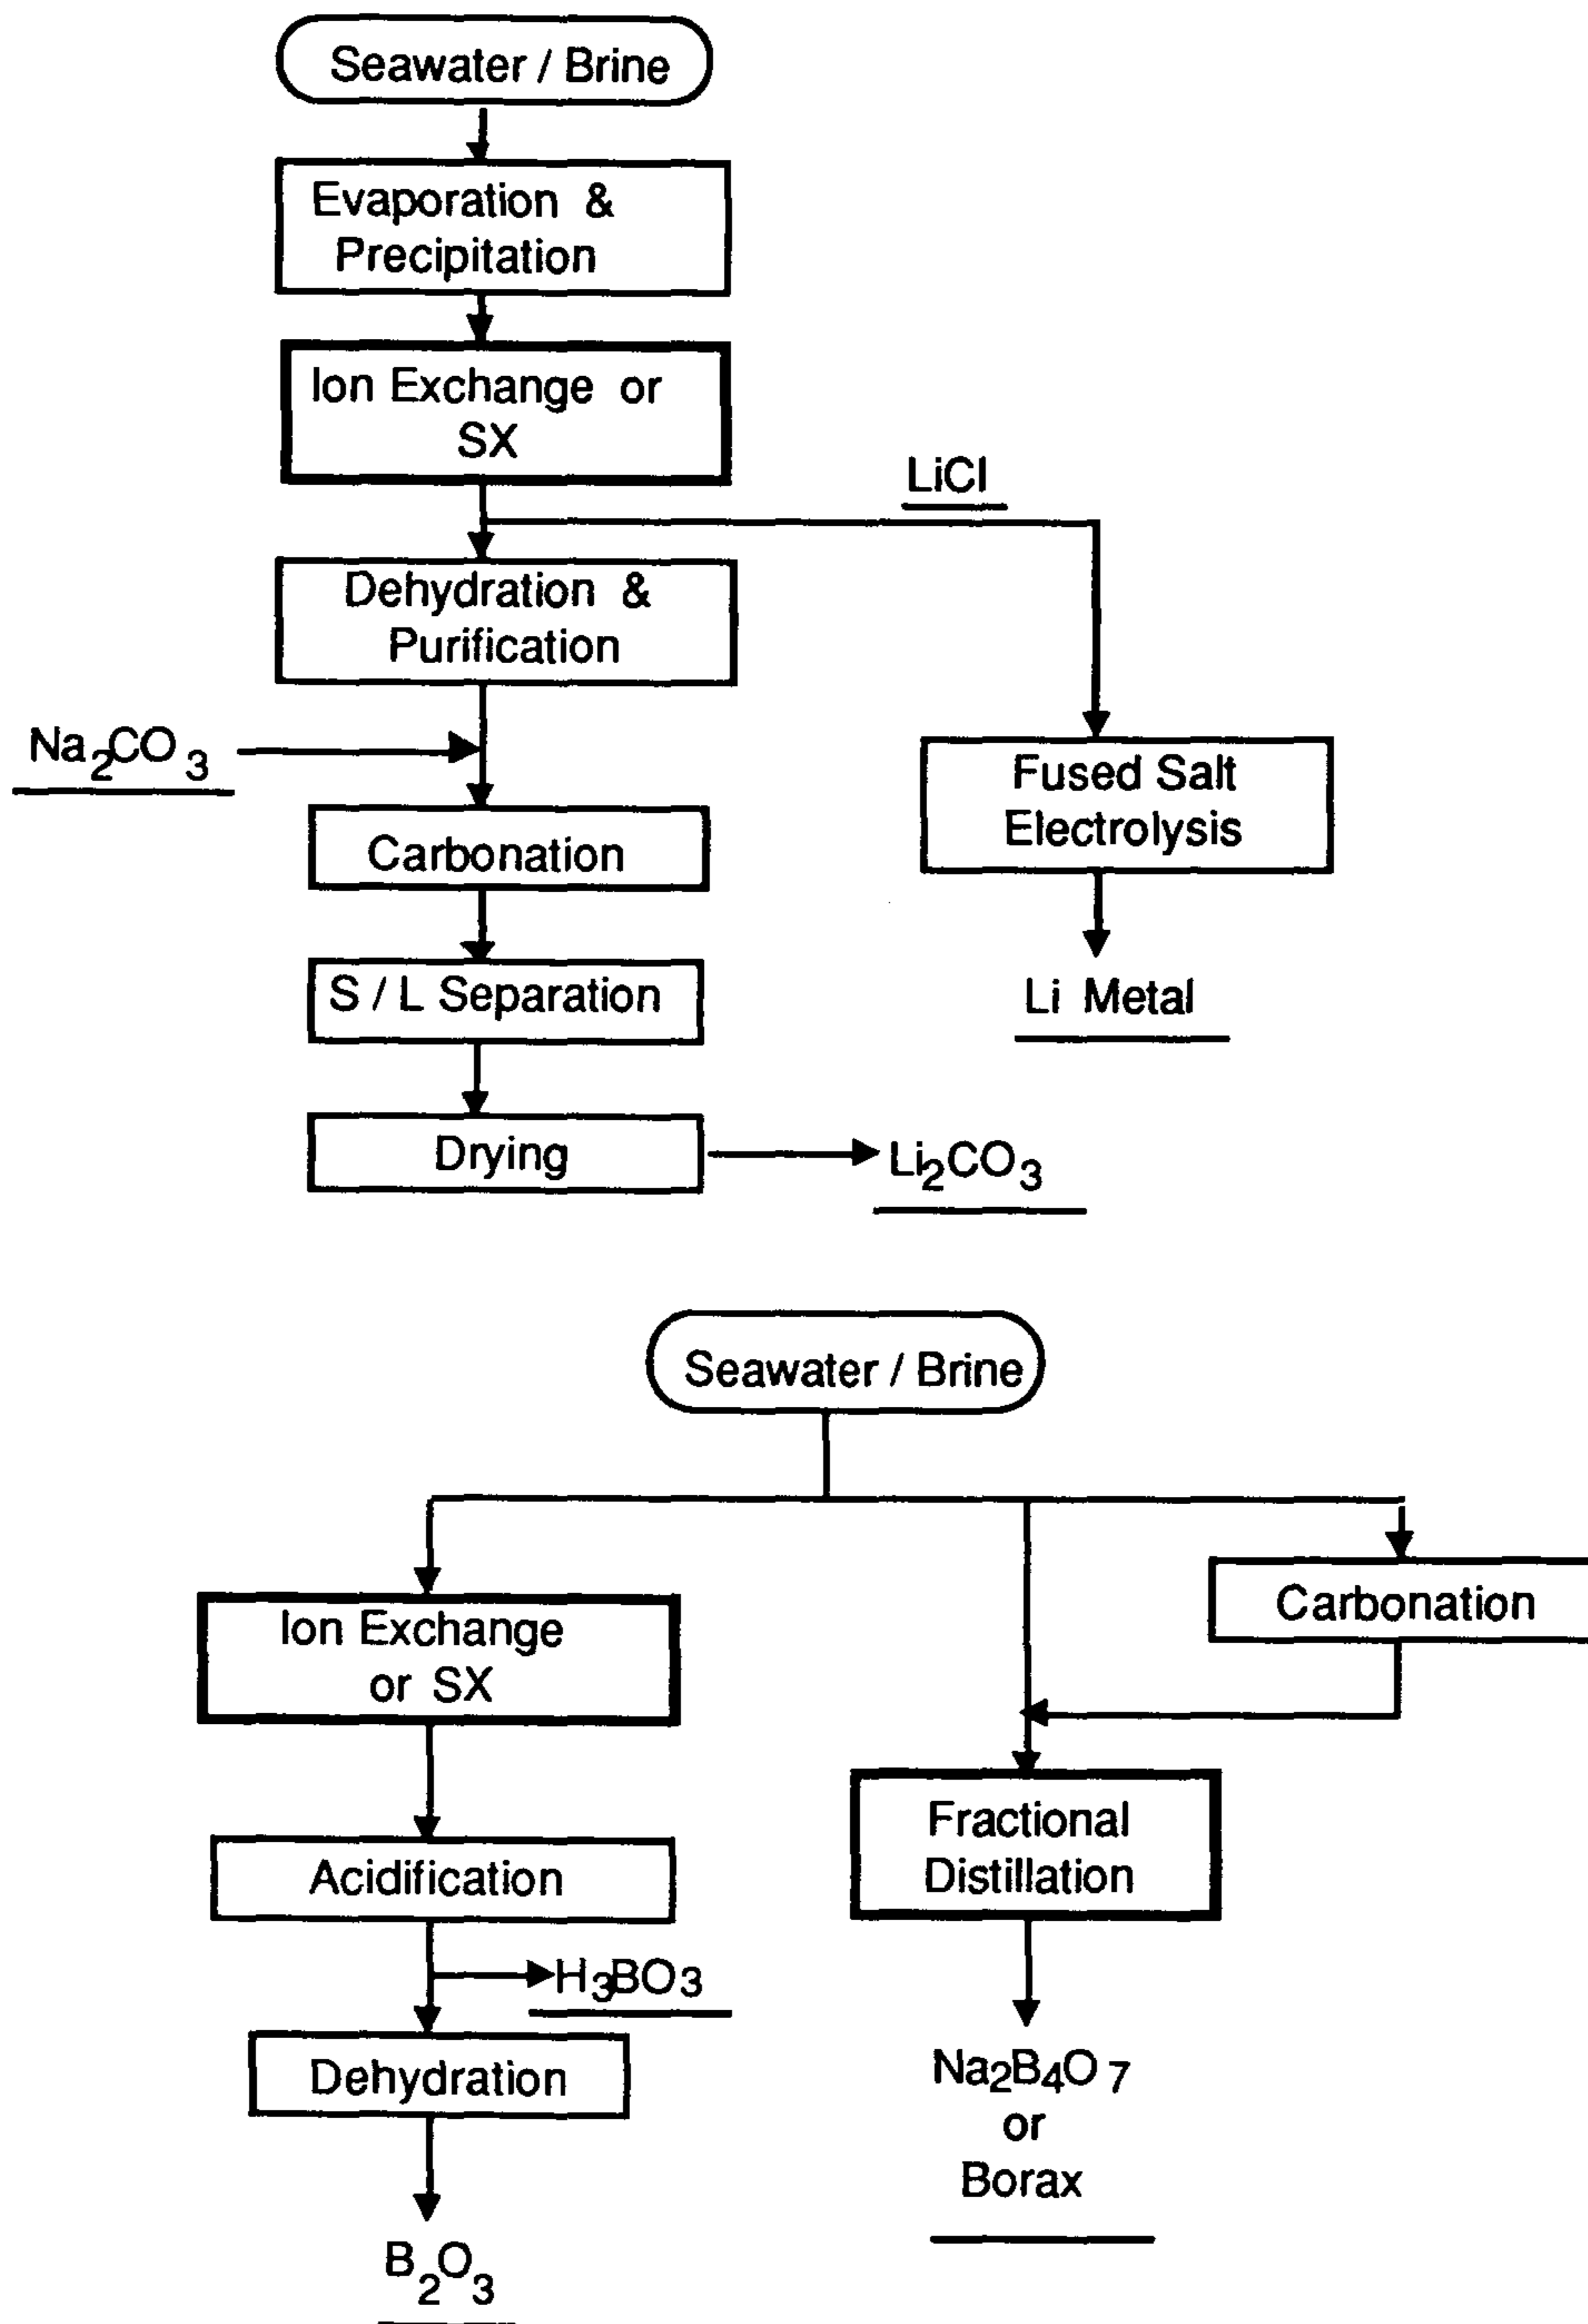 Seawater / Brine
Evaporation &
Precipitation
Ion Exchange or
SX
LiCl
Dehydration &
Purification
Na2CO3
Fused Salt
Electrolysis
Carbonation
S / L Separation
Li Metal
Drying
Li2CO3
Seawater / Brine
Carbonation
Ion Exchange
or SX
Fractional
Distillation
Acidification
H3BO3
Dehydration
Na2B4O7
or
Borax
B2O3